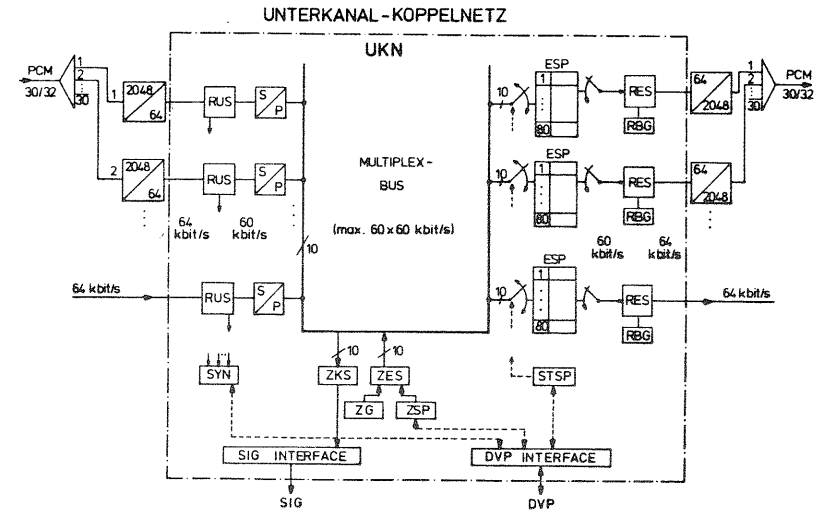 UNTERKANAL-KOPPELNETZ
UKN
PCM
30/32
1
2
30
1
2048
64
RUS
S
P
2
2048
64
RUS
S
P
64
kbit/s
60
kbit/s
10
64 kbit/s
RUS
S
P
MULTIPLEX-
BUS
(max. 60x60 kbit/s)
10
ESP
1
80
RES
RBG
64
2048
1
2
30
PCM
30/32
10
ESP
1
80
RES
RBG
64
2048
60
kbit/s
64
kbit/s
10
ESP
1
80
RES
RBG
64 kbit/s
SYN
10
ZKS
10
ZES
ZG
ZSP
STSP
SIG INTERFACE
DVP INTERFACE
SIG
DVP